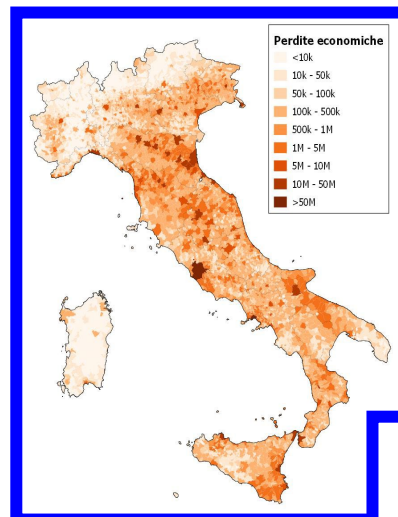 Perdite economiche
<10k
10k - 50k
50k - 100k
100k - 500k
500k - 1M
1M - 5M
5M - 10M
10M - 50M
>50M